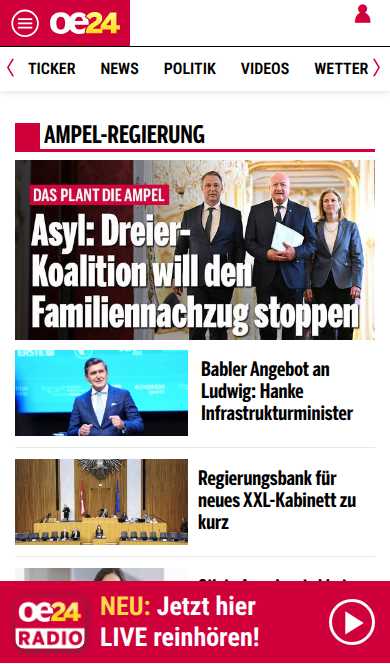 oe24
TICKER NEWS POLITIK VIDEOS WETTER
AMPEL-REGIERUNG
DAS PLANT DIE AMPEL
Asyl: Dreier-
Koalition will den
Familiennachzug stoppen
Babler Angebot an
Ludwig: Hanke
Infrastrukturminister
Regierungsbank für
neues XXL-Kabinett zu
kurz
oe24
RADIO
NEU: Jetzt hier
LIVE reinhören!